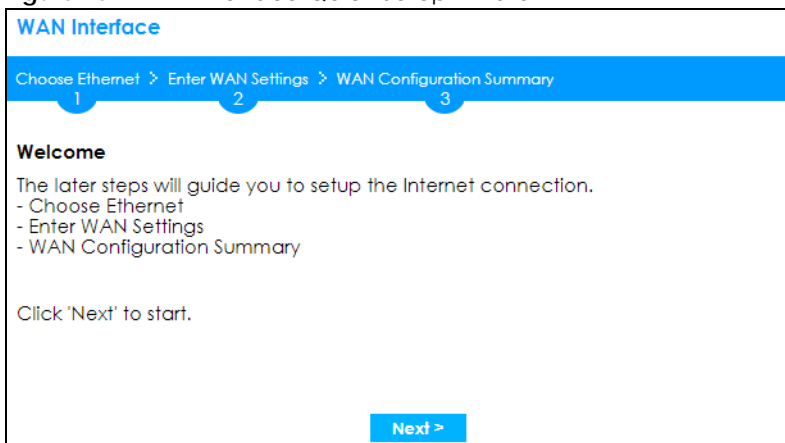 WAN Interface
Choose Ethernet > Enter WAN Settings > WAN Configuration Summary
1 2 3
Welcome
The later steps will guide you to setup the Internet connection.
- Choose Ethernet
- Enter WAN Settings
- WAN Configuration Summary
Click 'Next' to start.
Next >